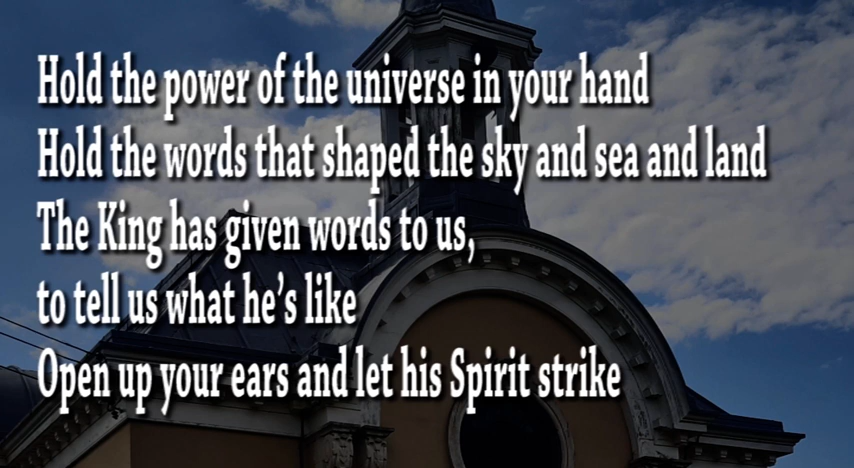 Hold the power of the universe in your hand
Hold the words that shaped the sky and sea and land
The King has given words to us,
to tell us what he’s like
Open up your ears and let his Spirit strike